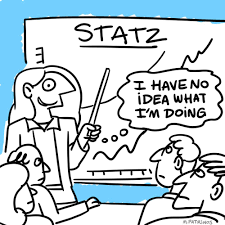 STATZ
I HAVE NO
IDEA WHAT
I'M DOING